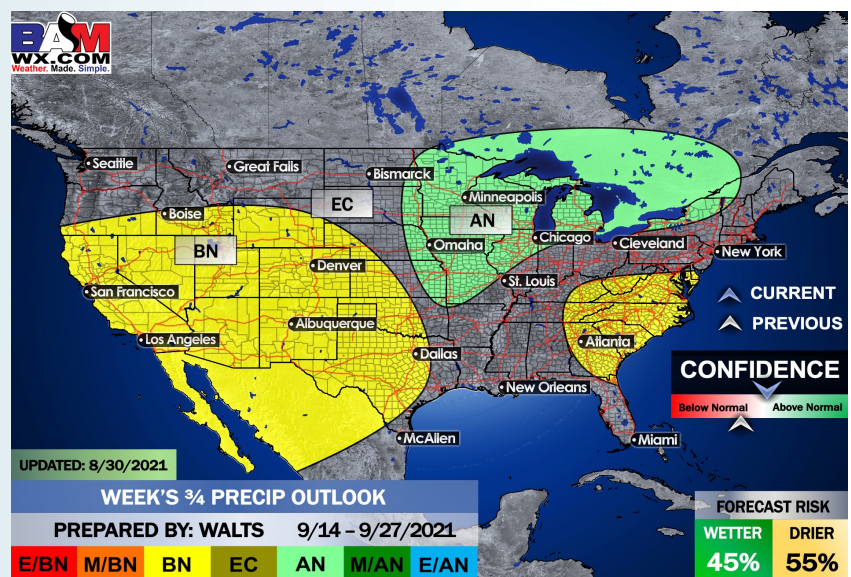 BAM
WX.COM
Weather. Made. Simple.
Seattle
Great Falls
Bismarck
Minneapolis
EC
Boise
AN
BN
Omaha
Chicago
Cleveland
New York
Denver
San Francisco
St. Louis
CURRENT
Albuquerque
PREVIOUS
Los Angeles
Atlanta
Dallas
CONFIDENCE
New Orleans
Below Normal
Above Normal
McAllen
Miami
UPDATED: 8/30/2021
WEEK'S ¾ PRECIP OUTLOOK
PREPARED BY: WALTS 9/14 – 9/27/2021
E/BN M/BN BN EC AN M/AN E/AN
FORECAST RISK
WETTER DRIER
45% 55%